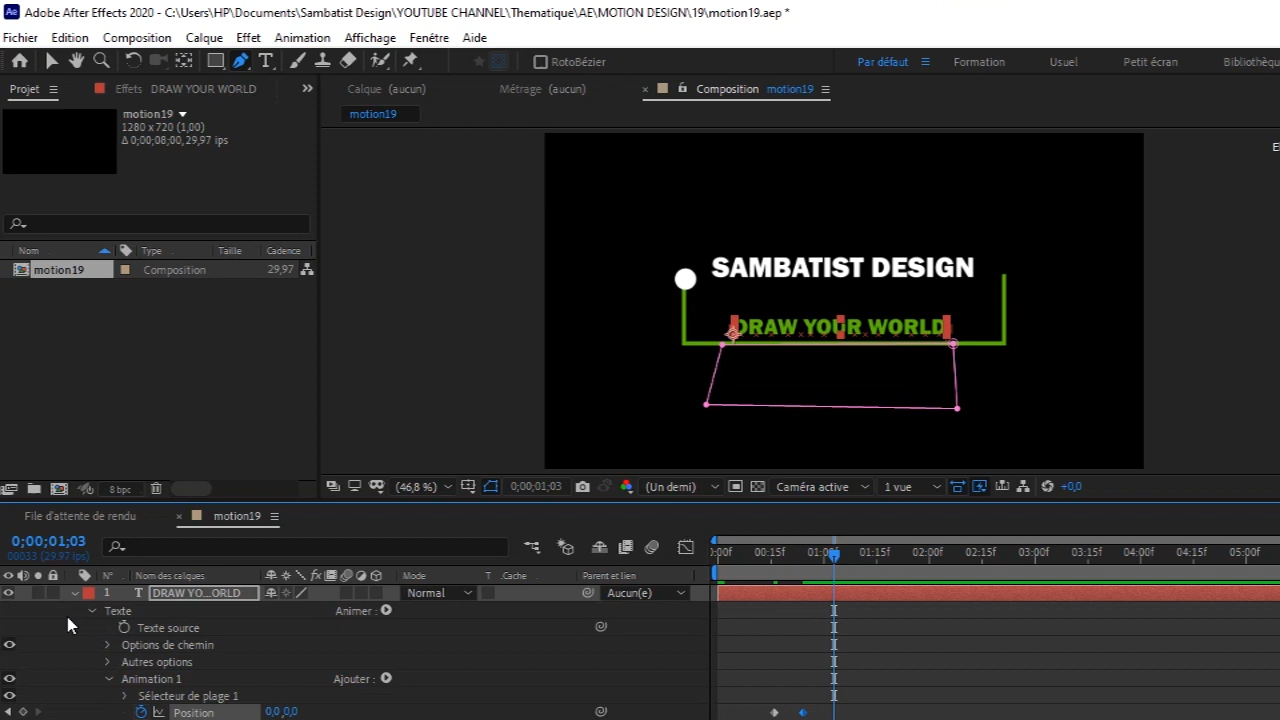 Adobe After Effects 2020 - C:\Users\HP\Documents\Sambatist Design\YOUTUBE CHANNEL\Thematique\AE\MOTION DESIGN\19\motion19.aep *
Fichier Edition Composition Calque Effet Animation Affichage Fenêtre Aide
RotoBézier Par défaut Formation Usuel Petit écran Bibliothèqu
Projet Effets DRAW YOUR WORLD Calque (aucun) Métrage (aucun) Composition motion19
motion19
motion19
1280 x 720 (1,00)
Δ 0;00;08;00, 29,97 ips
Nom Type Taille Cadence
motion19 Composition 29,97
SAMBATIST DESIGN
DRAW YOUR WORLD
8 bpc (46,8 %) 0;00;01;03 (Un demi) Caméra active 1 vue +0,0
File d'attente de rendu motion19
0;00;01;03
00033 (29.97 ips)
:00f 00:15f 01:00f 01:15f 02:00f 02:15f 03:00f 03:15f 04:00f 04:15f 05:00f
N° Nom des calques Mode T .Cache Parent et lien
1 T DRAW YO...ORLD Normal Aucun(e)
Texte Animer :
Texte source
Options de chemin
Autres options
Animation 1 Ajouter :
Sélecteur de plage 1
Position 0,0 ,0,0